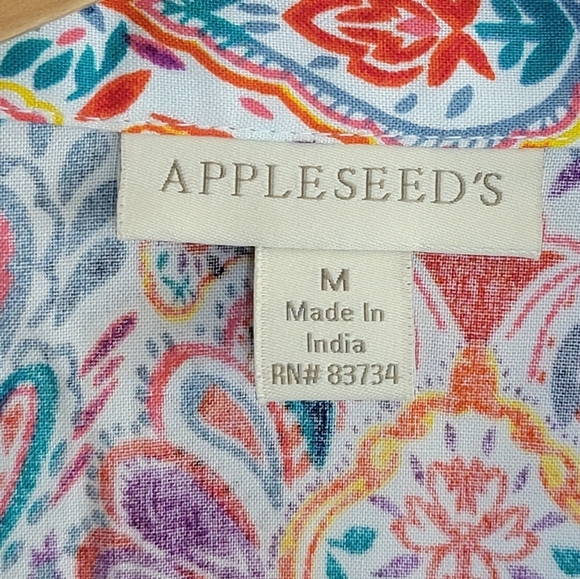 APPLESEED'S
M
Made In
India
RN# 83734